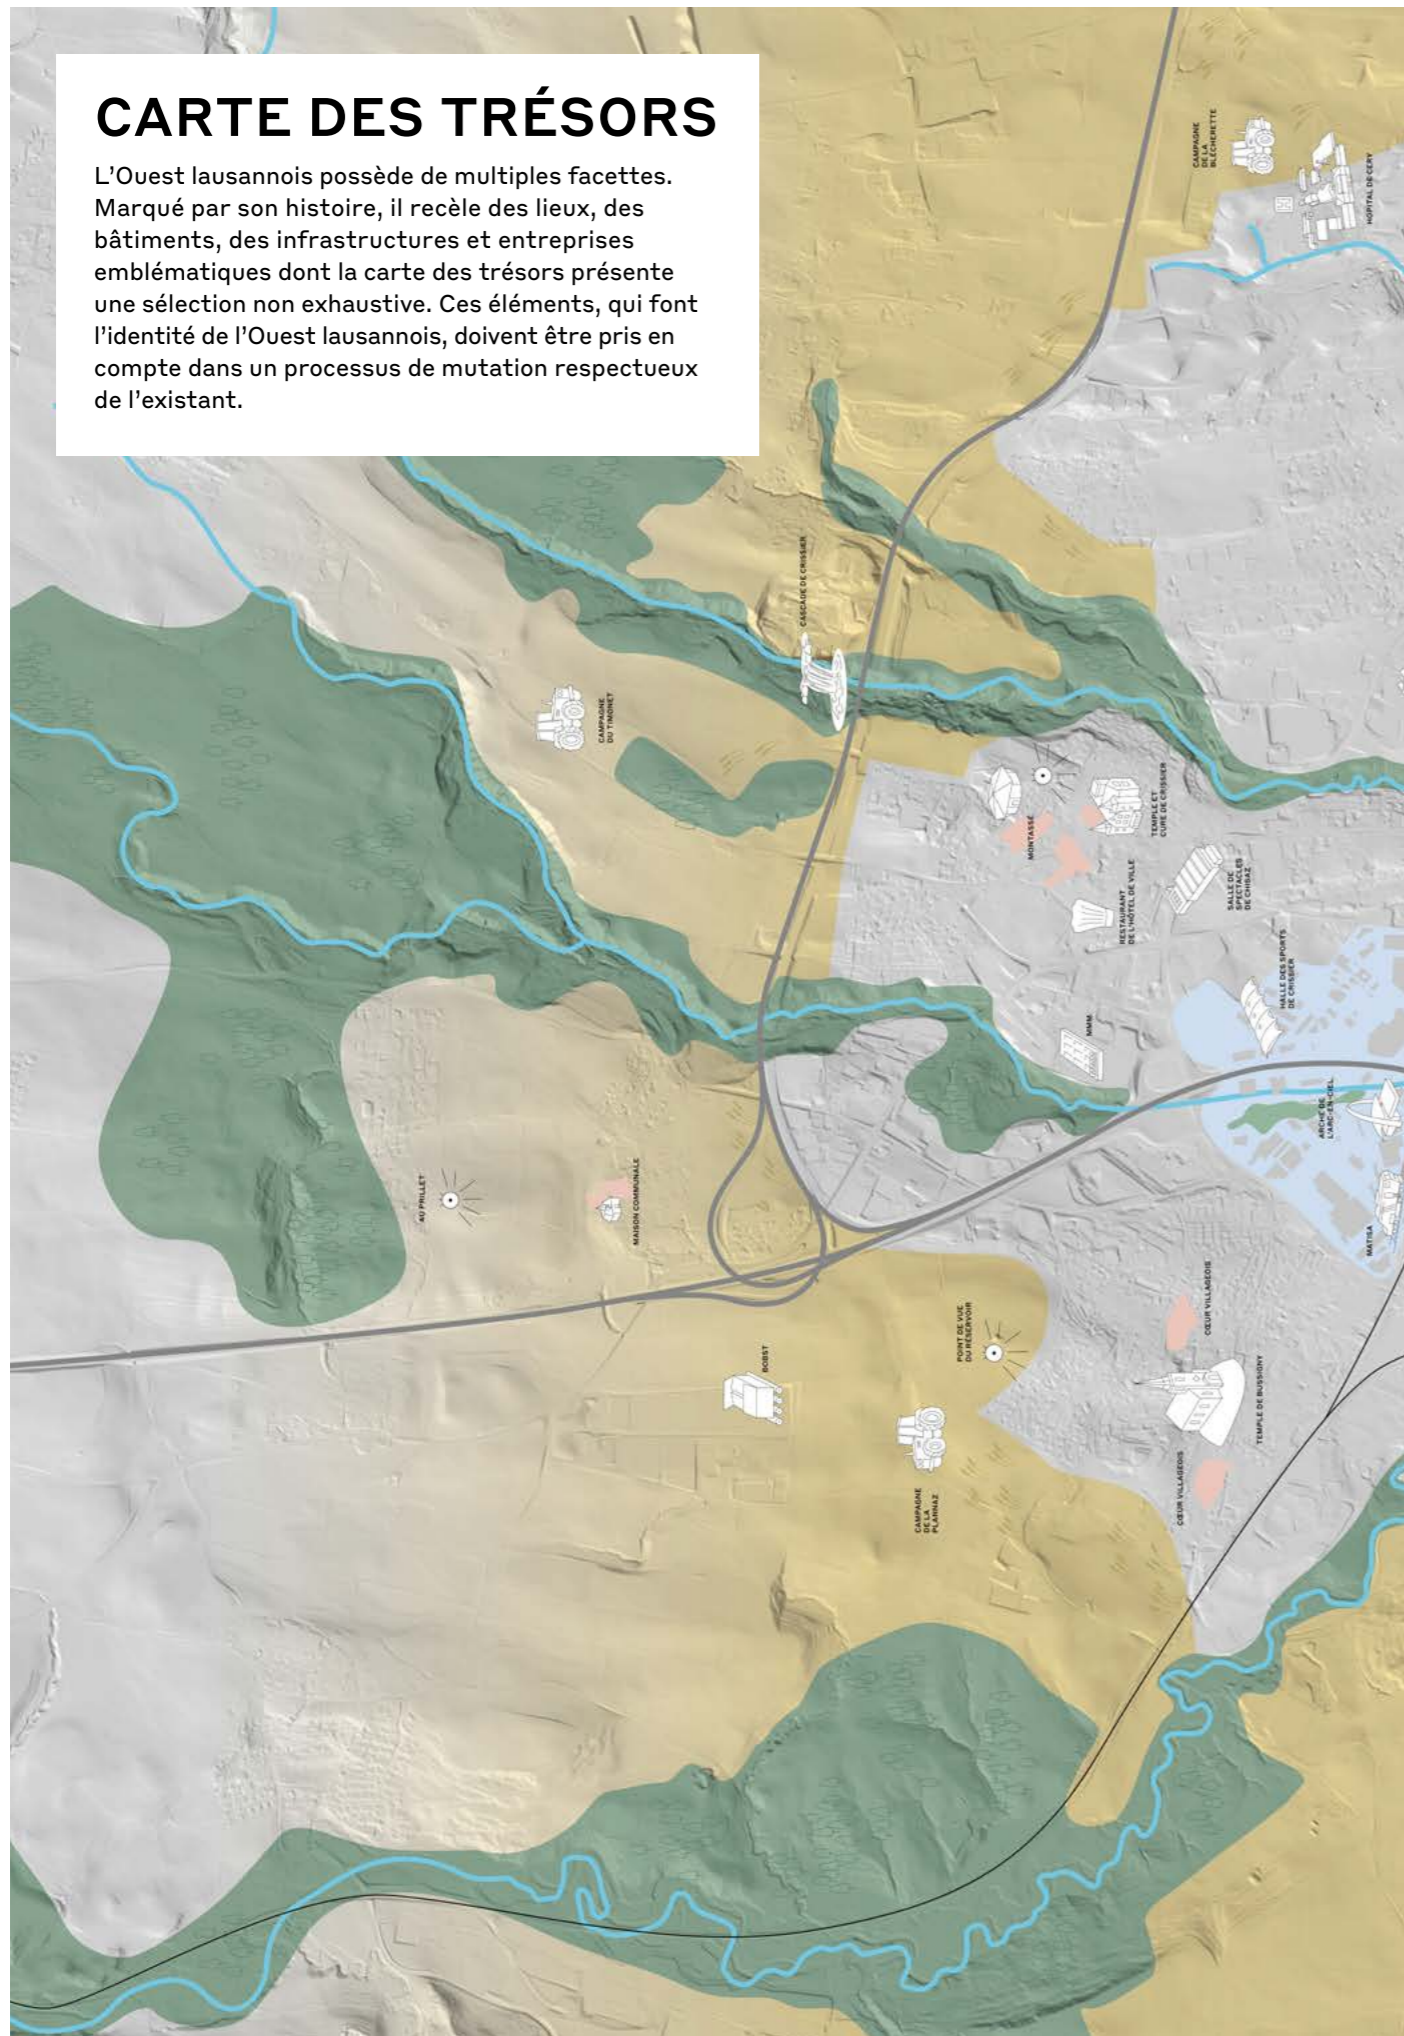 CARTE DES TRÉSORS
L'Ouest lausannois possède de multiples facettes.
Marqué par son histoire, il recèle des lieux, des
bâtiments, des infrastructures et entreprises
emblématiques dont la carte des trésors présente
une sélection non exhaustive. Ces éléments, qui font
l'identité de l'Ouest lausannois, doivent être pris en
compte dans un processus de mutation respectueux
de l'existant.
CAMPAGNE
DE LA
BLÉCHERETTE
HÔPITAL DE CERY
CASCADE DE CRISSIER
CAMPAGNE
DU TIMONET
MONTASSÉ
TEMPLE ET
CURE DE CRISSIER
RESTAURANT
DE L'HÔTEL DE VILLE
SALLE DE
SPECTACLES
DE CHISAZ
HALLE DES SPORTS
DE CRISSIER
MMM
ARCHE DE
L'ARC-EN-CIEL
MATISA
AU PRILLET
MAISON COMMUNALE
BOBST
POINT DE VUE
DU RÉSERVOIR
CAMPAGNE
DE LA
PLANNAZ
CŒUR VILLAGEOIS
TEMPLE DE BUSSIGNY
CŒUR VILLAGEOIS